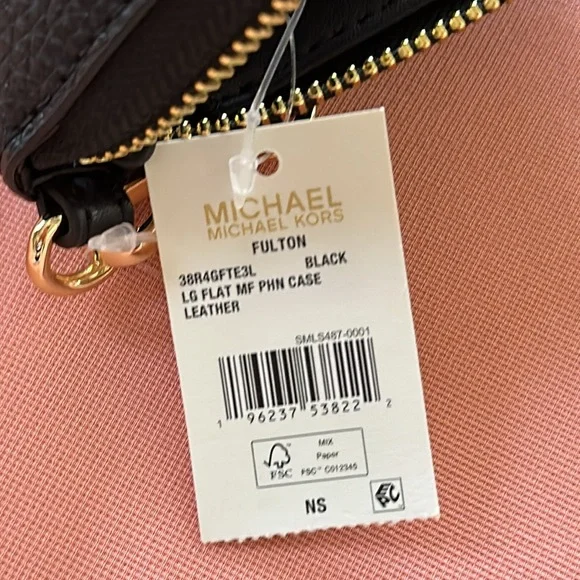 MICHAEL
MICHAEL KORS
FULTON
38R4GFTE3L BLACK
LG FLAT MF PHN CASE
LEATHER
SMLS487-0001
1 96237 53822 2
FSC
MIX
Paper
FSC™ C012345
NS